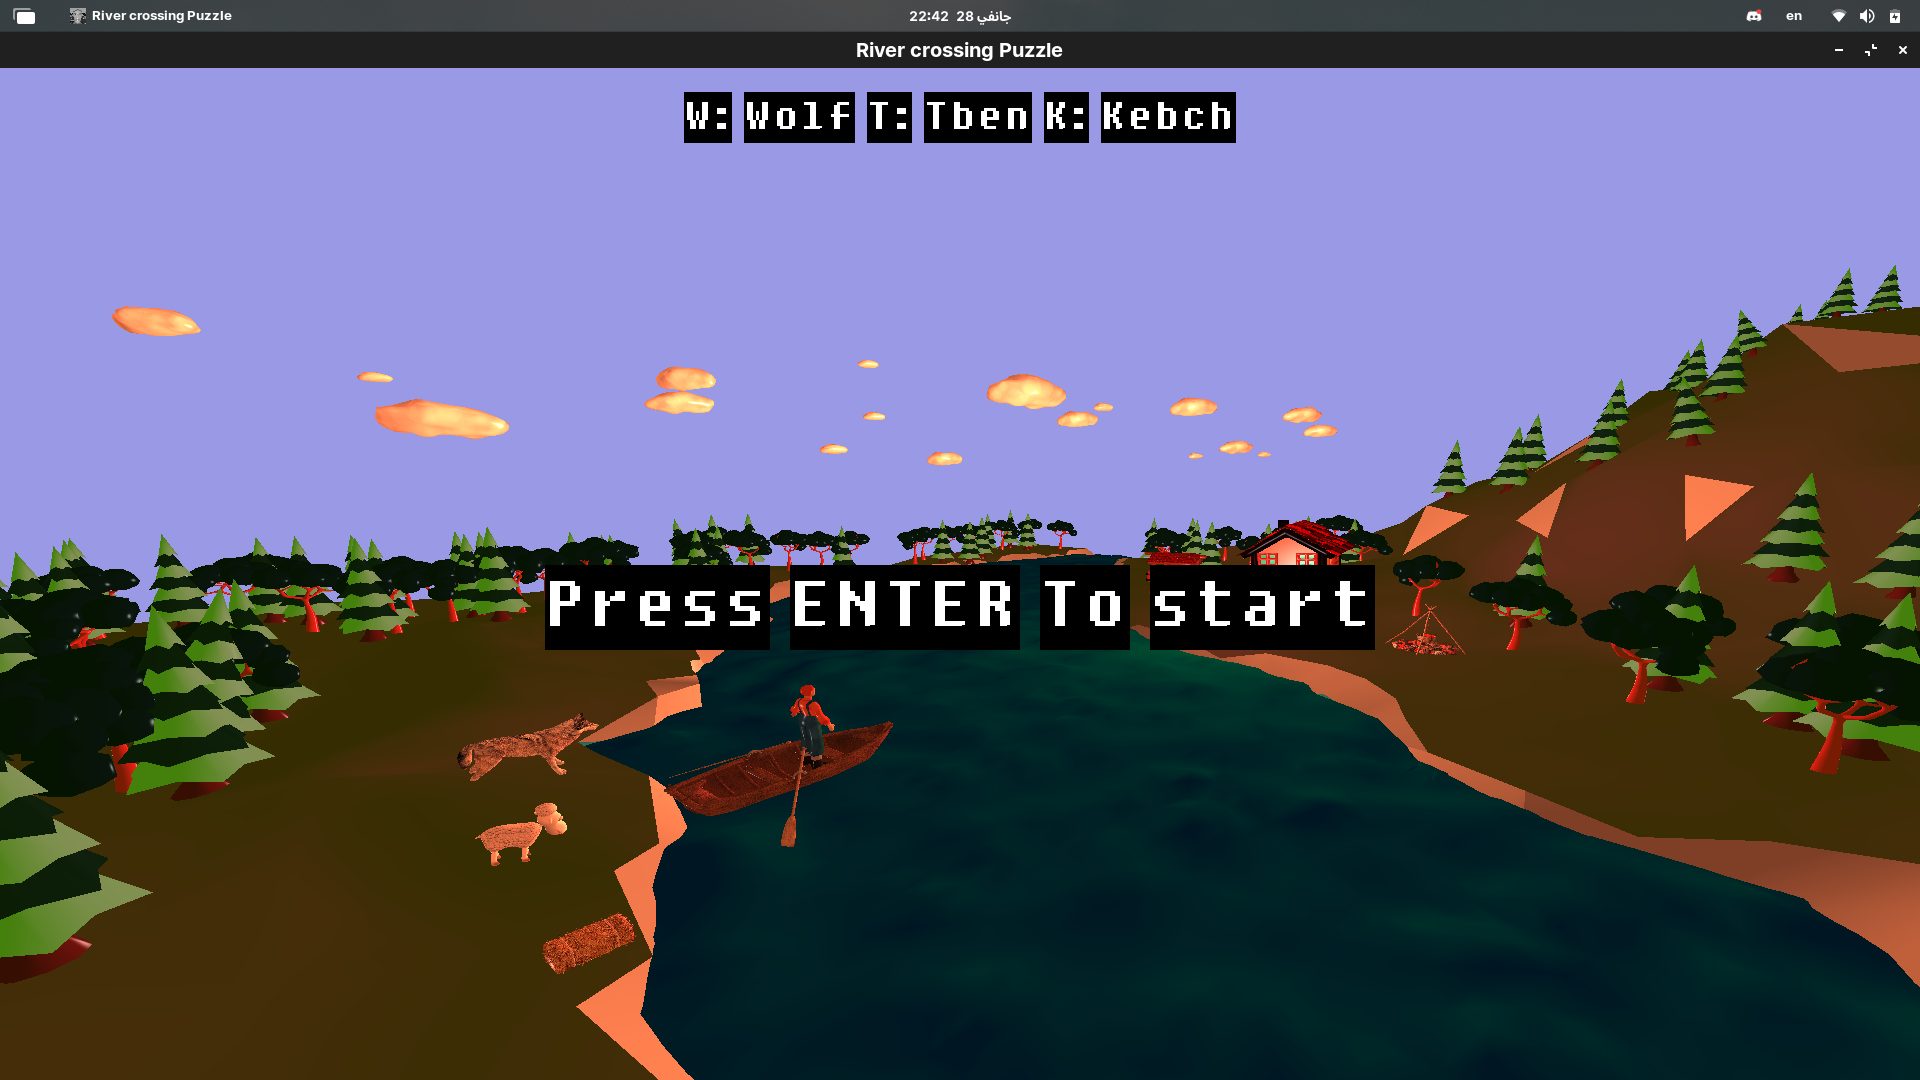 River crossing Puzzle 22:42 28 جانفي en
River crossing Puzzle
W: Wolf T: Tben K: Kebch
Press ENTER To start